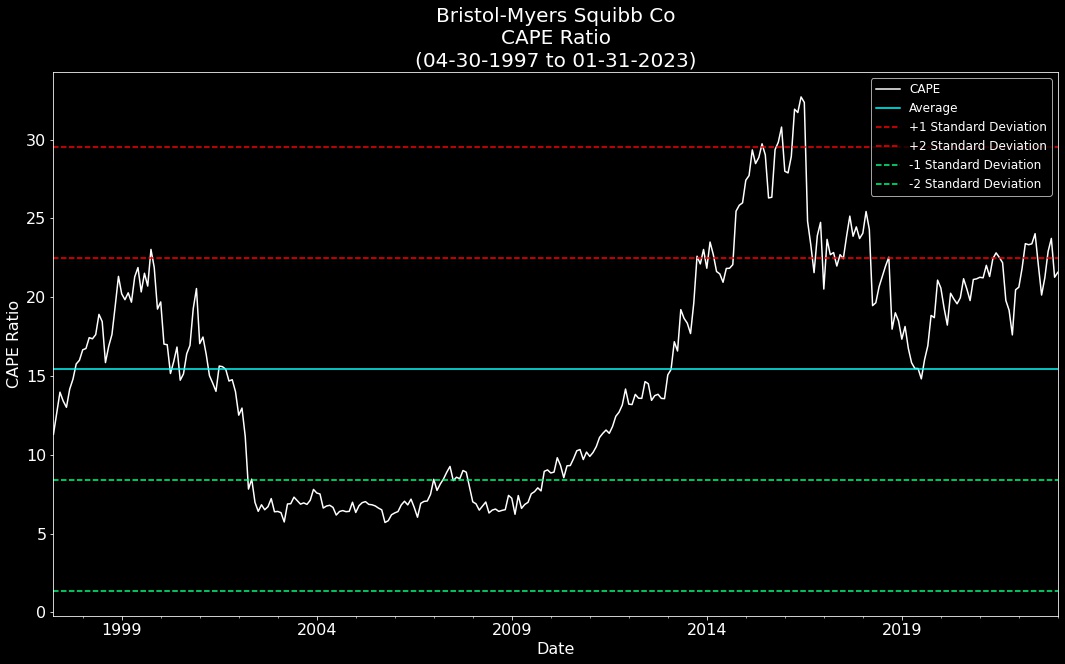 Bristol-Myers Squibb Co
CAPE Ratio
(04-30-1997 to 01-31-2023)
CAPE
Average
+1 Standard Deviation
+2 Standard Deviation
-1 Standard Deviation
-2 Standard Deviation
30
25
20
15
10
5
0
CAPE Ratio
1999
2004
2009
2014
2019
Date